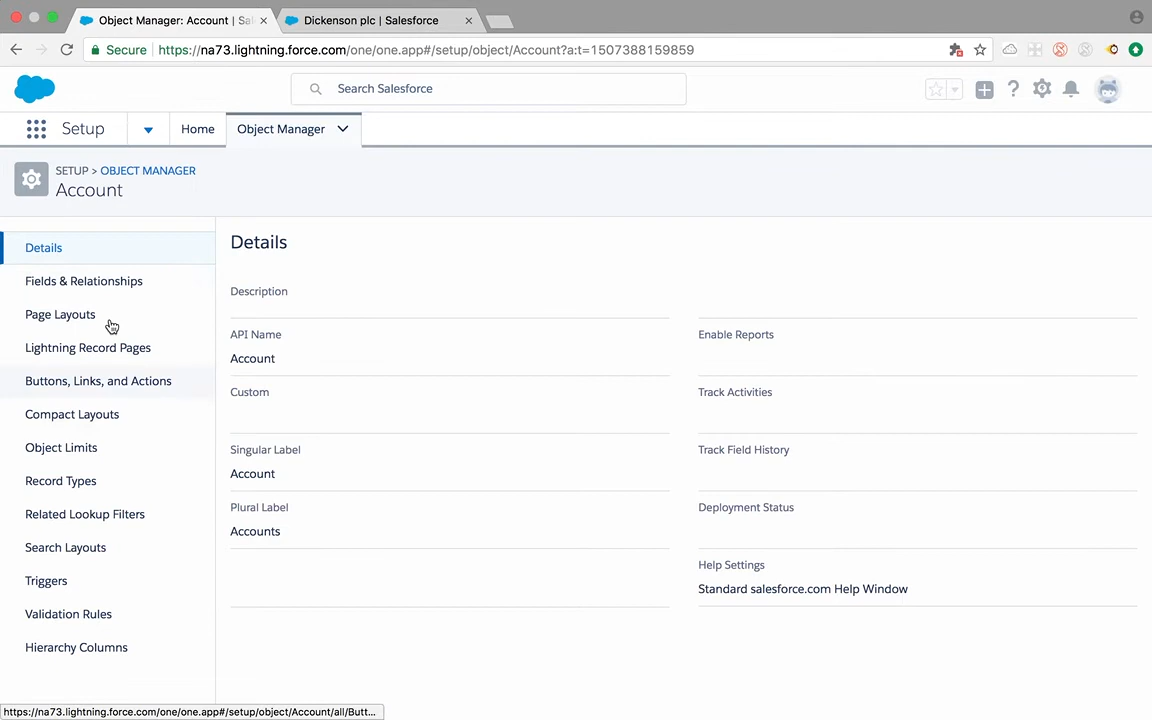 Object Manager: Account | Sa
Dickenson plc | Salesforce
Secure
https://na73.lightning.force.com/one/one.app#/setup/object/Account?a:t=1507388159859
Search Salesforce
Setup
Home
Object Manager
SETUP > OBJECT MANAGER
Account
Details
Fields & Relationships
Page Layouts
Lightning Record Pages
Buttons, Links, and Actions
Compact Layouts
Object Limits
Record Types
Related Lookup Filters
Search Layouts
Triggers
Validation Rules
Hierarchy Columns
Details
Description
API Name
Account
Custom
Singular Label
Account
Plural Label
Accounts
Enable Reports
Track Activities
Track Field History
Deployment Status
Help Settings
Standard salesforce.com Help Window
https://na73.lightning.force.com/one/one.app#/setup/object/Account/all/Butt...